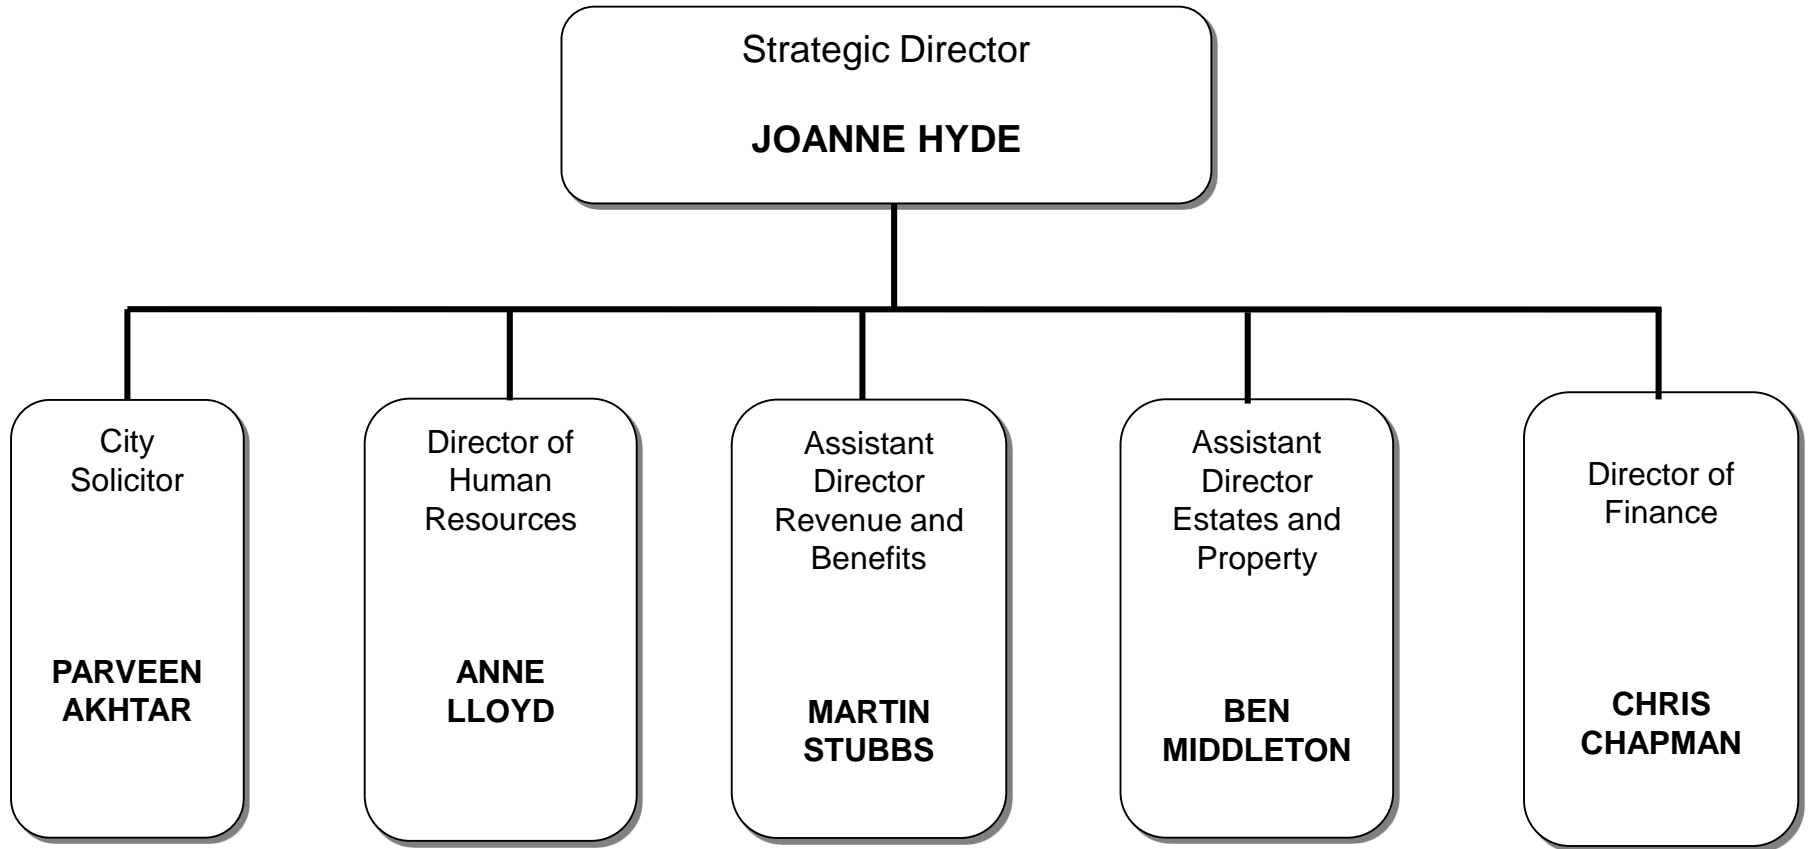 Strategic Director
JOANNE HYDE
City
Solicitor
PARVEEN
AKHTAR
Director of
Human
Resources
ANNE
LLOYD
Assistant
Director
Revenue and
Benefits
MARTIN
STUBBS
Assistant
Director
Estates and
Property
BEN
MIDDLETON
Director of
Finance
CHRIS
CHAPMAN